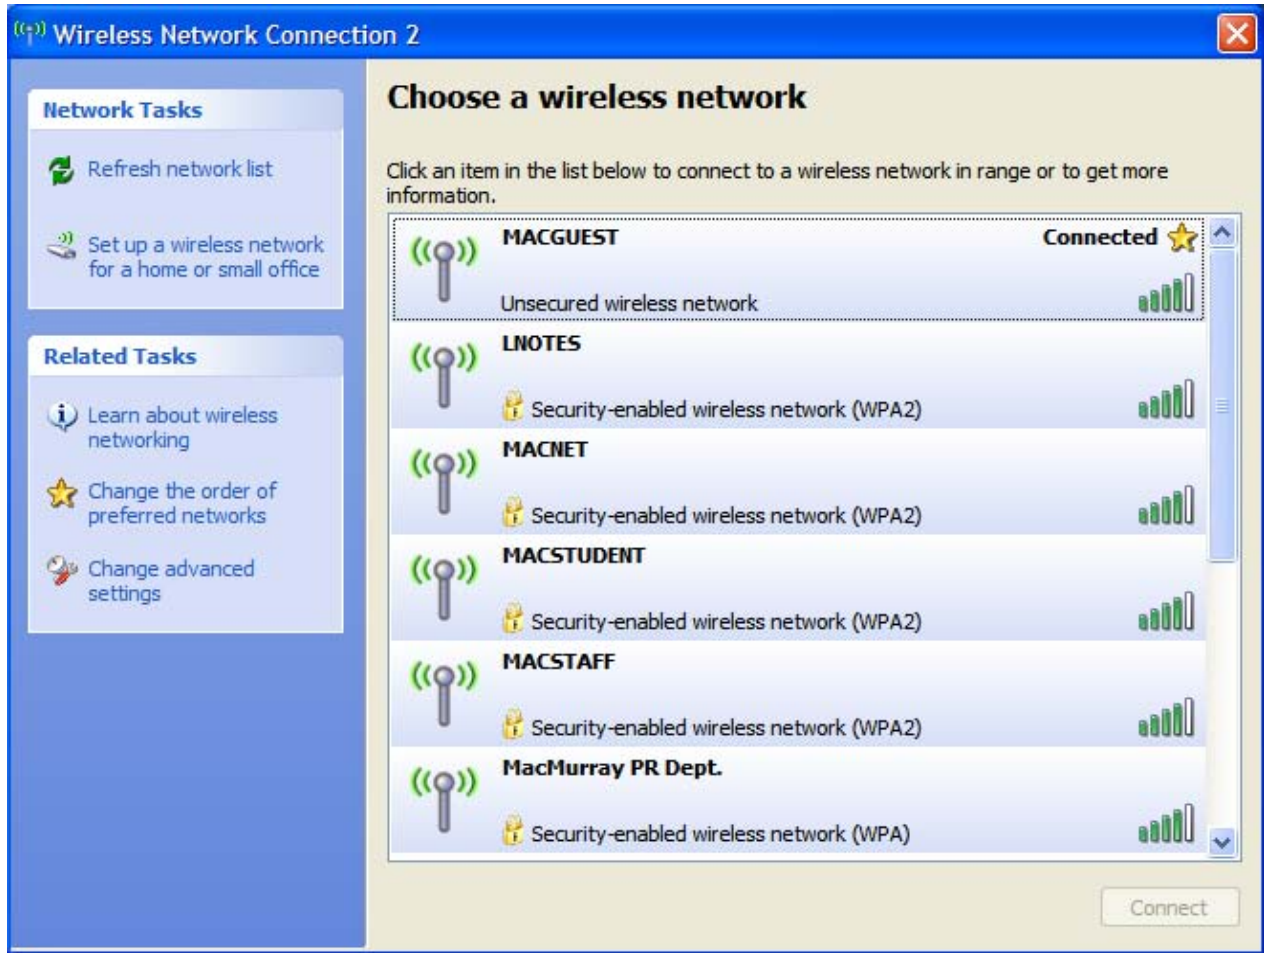 Wireless Network Connection 2
Network Tasks
Refresh network list
Set up a wireless network
for a home or small office
Related Tasks
Learn about wireless
networking
Change the order of
preferred networks
Change advanced
settings
Choose a wireless network
Click an item in the list below to connect to a wireless network in range or to get more
information.
MACGUEST Connected
Unsecured wireless network
LNOTES
Security-enabled wireless network (WPA2)
MACNET
Security-enabled wireless network (WPA2)
MACSTUDENT
Security-enabled wireless network (WPA2)
MACSTAFF
Security-enabled wireless network (WPA2)
MacMurray PR Dept.
Security-enabled wireless network (WPA)
Connect